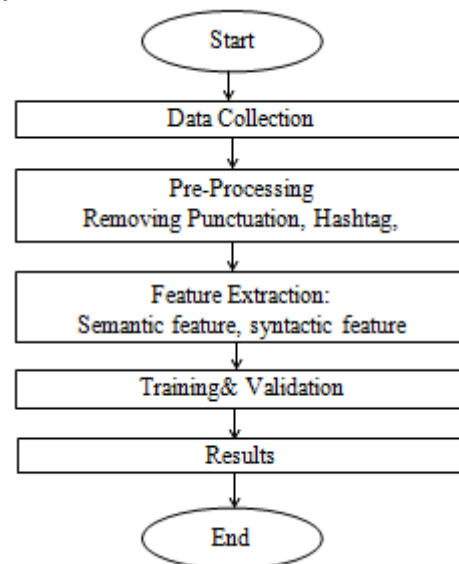 Start
Data Collection
Pre-Processing
Removing Punctuation, Hashtag,
Feature Extraction:
Semantic feature, syntactic feature
Training& Validation
Results
End